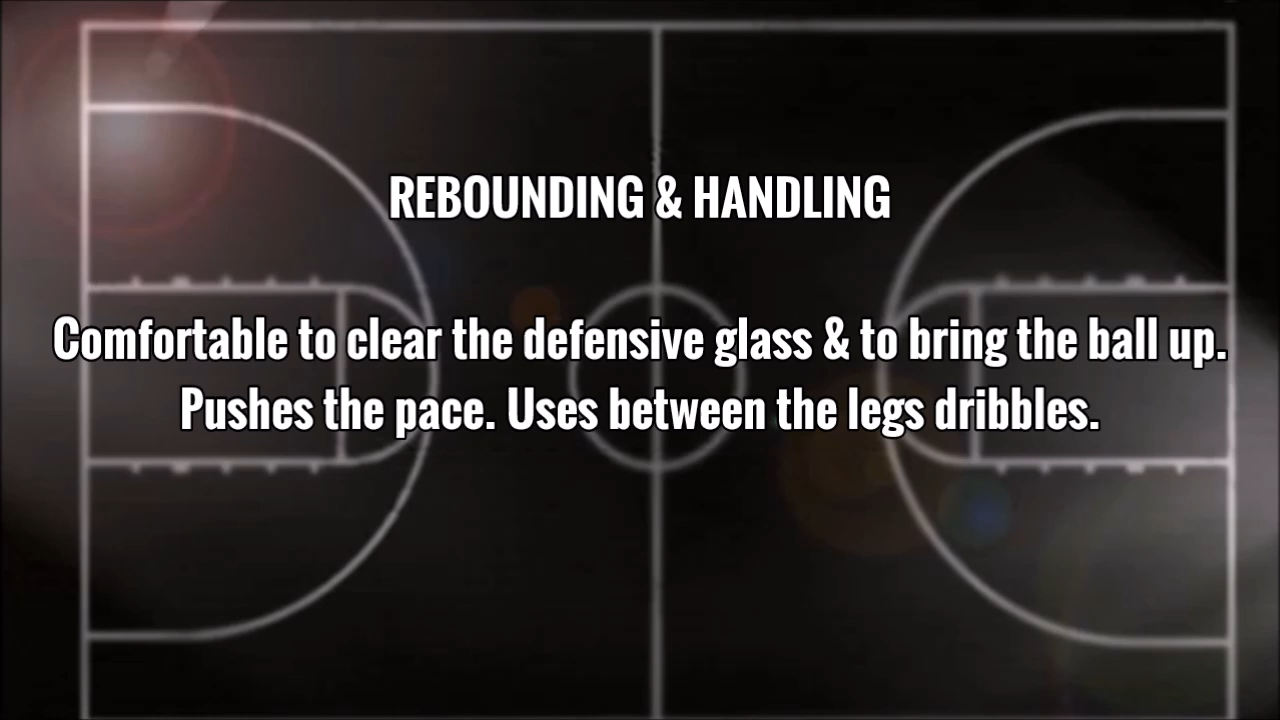 REBOUNDING & HANDLING
Comfortable to clear the defensive glass & to bring the ball up.
Pushes the pace. Uses between the legs dribbles.